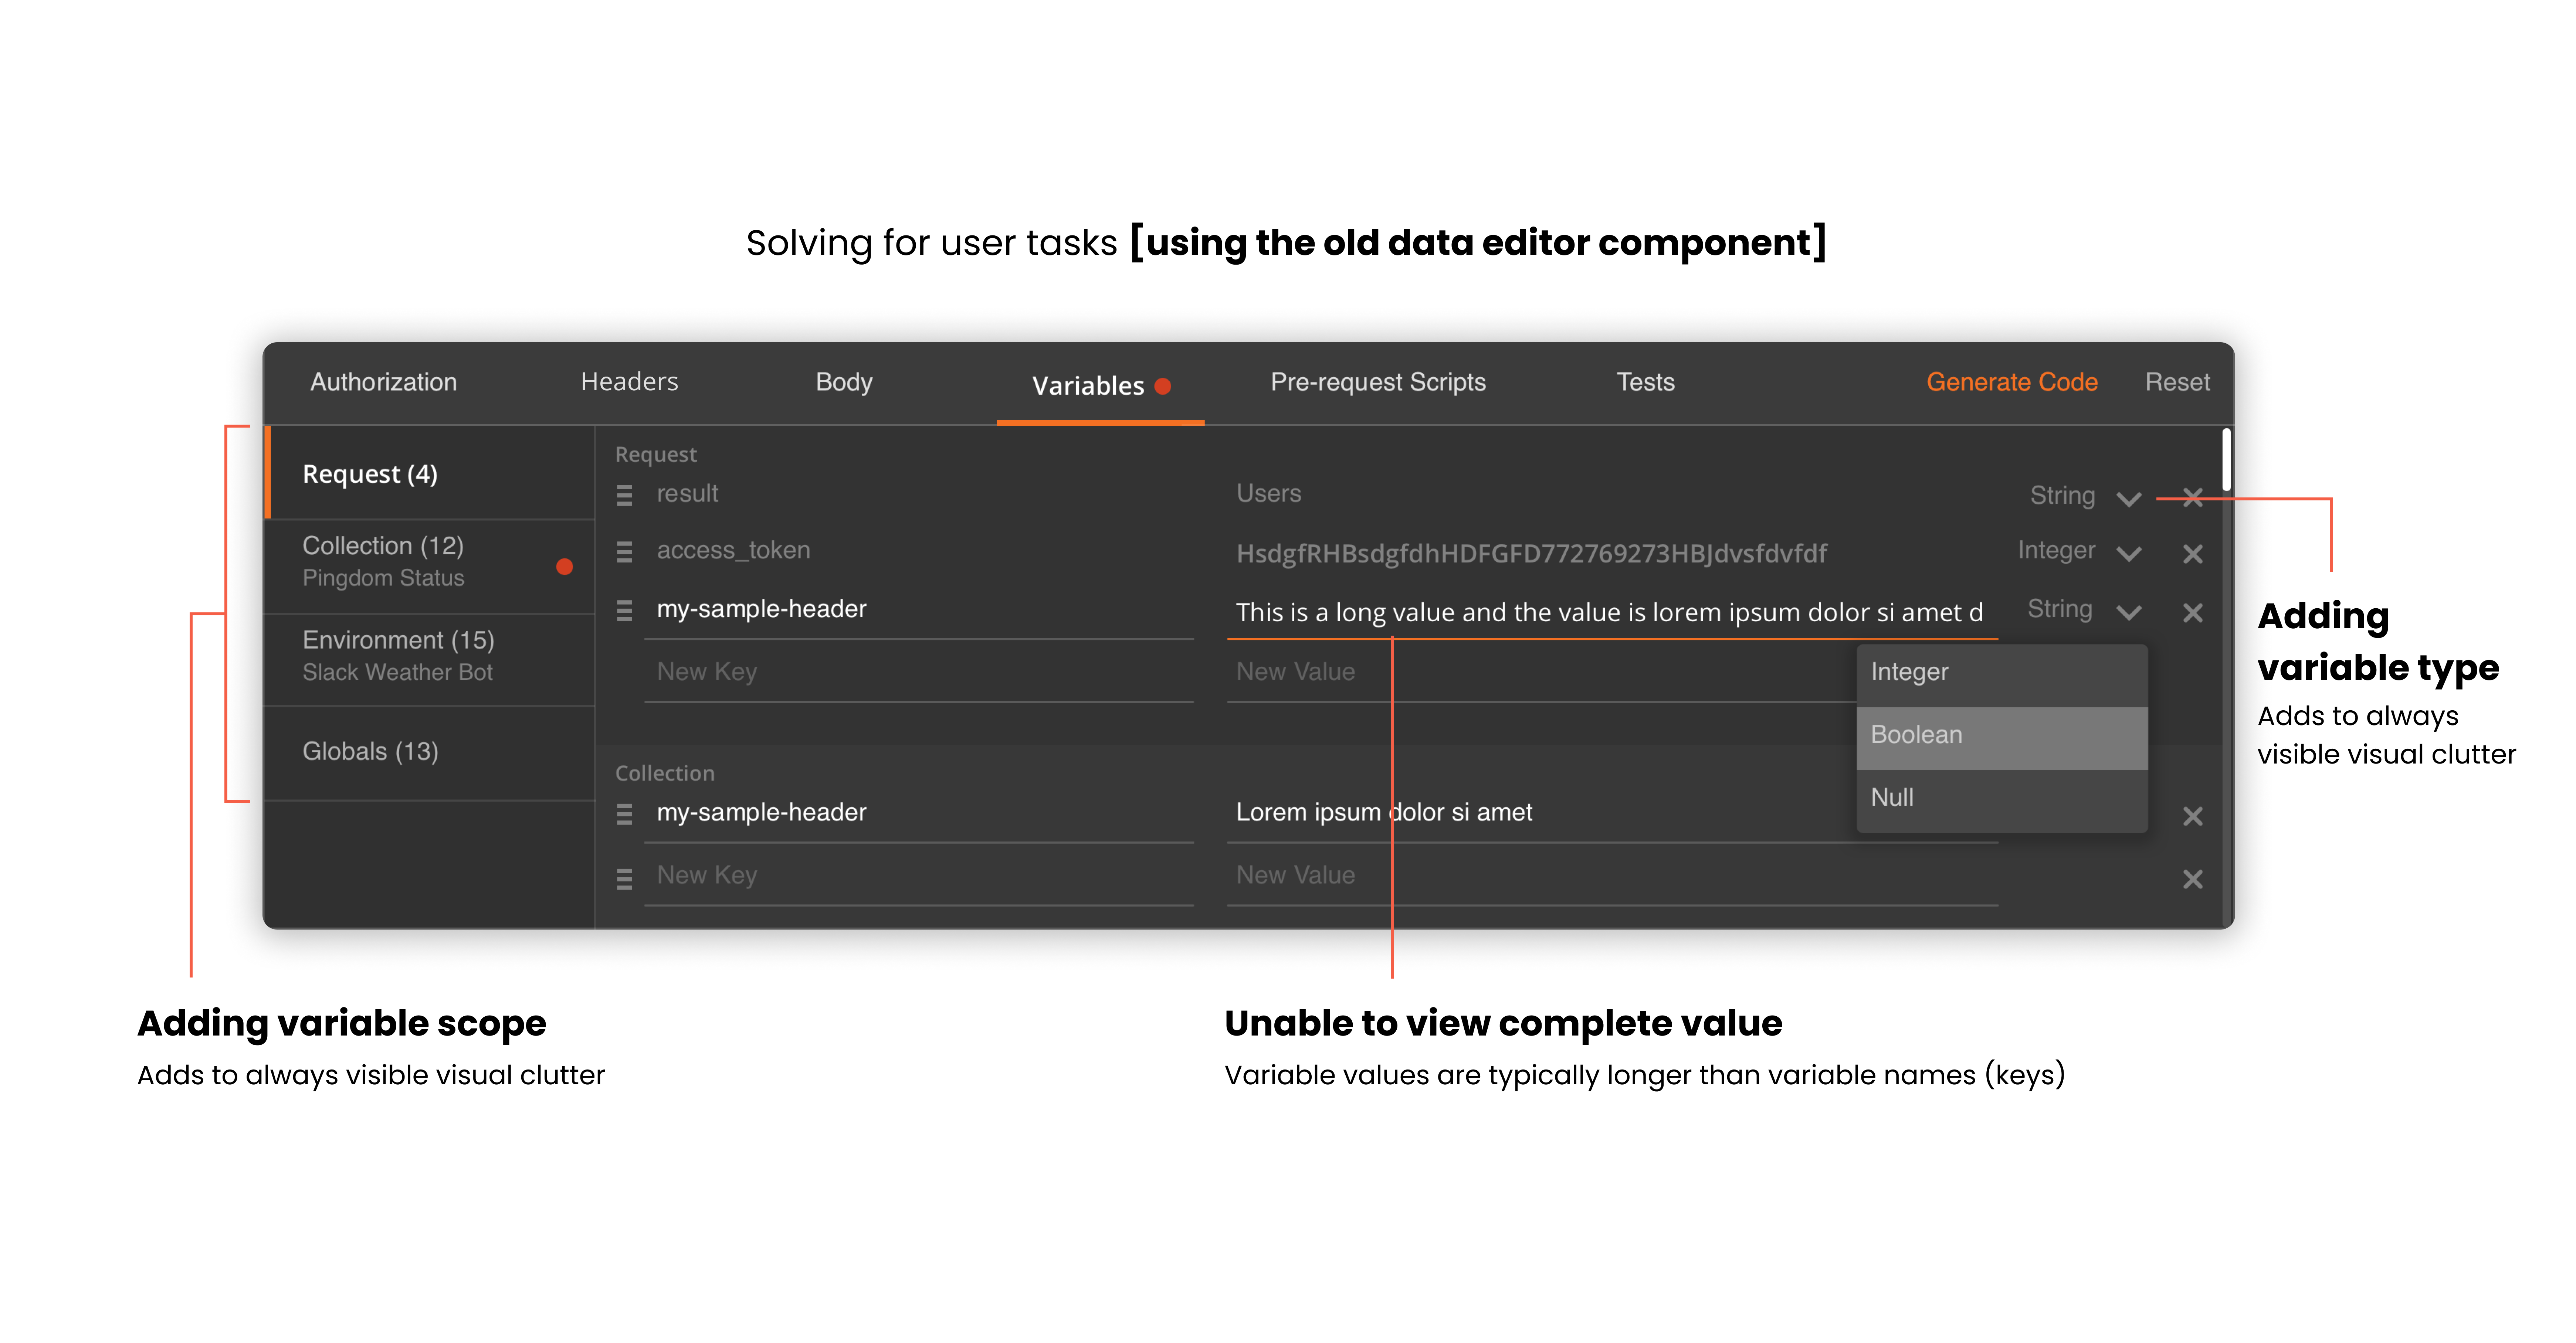 Solving for user tasks [using the old data editor component]
Authorization Headers Body Variables Pre-request Scripts Tests Generate Code Reset
Request (4)
Collection (12)
Pingdom Status
Environment (15)
Slack Weather Bot
Globals (13)
Request
result Users String
access_token HsdgfRHBsdgfdhHDFGFD772769273HBJdvsfdvfdf Integer
my-sample-header This is a long value and the value is lorem ipsum dolor si amet d String
New Key New Value
Integer
Boolean
Null
Collection
my-sample-header Lorem ipsum dolor si amet
New Key New Value
Adding
variable type
Adds to always
visible visual clutter
Adding variable scope
Adds to always visible visual clutter
Unable to view complete value
Variable values are typically longer than variable names (keys)